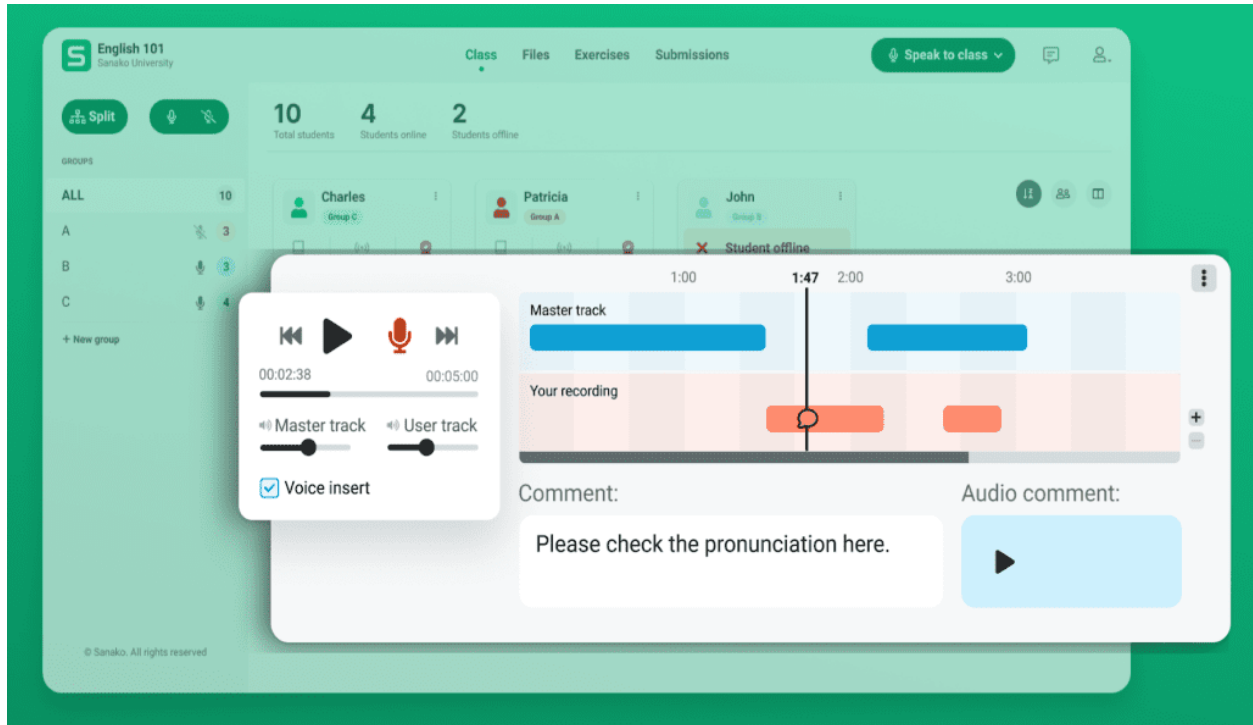 S English 101
Sanako University
Class Files Exercises Submissions
Speak to class
Split
10 4 2
Total students Students online Students offline
GROUPS
ALL 10
A 3
B 3
C 4
+ New group
Charles
Group C
Patricia
Group A
John
Group B
Student offline
1:00 1:47 2:00 3:00
Master track
Your recording
00:02:38 00:05:00
Master track User track
Voice insert
Comment: Audio comment:
Please check the pronunciation here.
© Sanako. All rights reserved